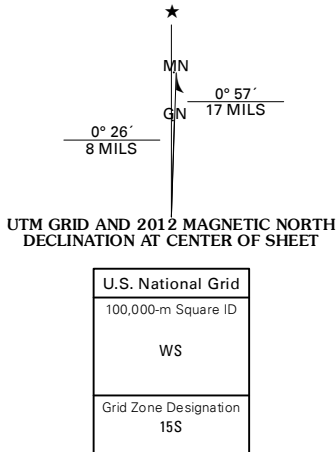 MN
0° 57´
GN
17 MILS
0° 26´
8 MILS
UTM GRID AND 2012 MAGNETIC NORTH
DECLINATION AT CENTER OF SHEET
U.S. National Grid
100,000-m Square ID
WS
Grid Zone Designation
15S